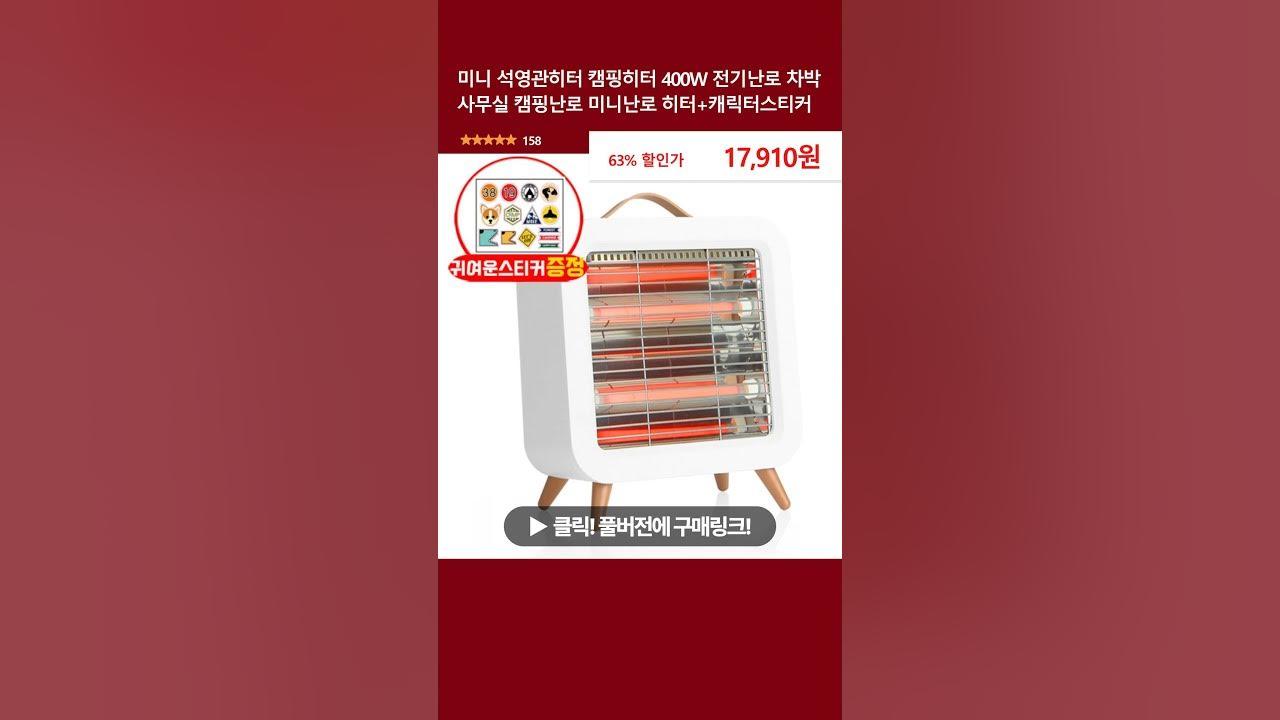 미니 석영관히터 캠핑히터 400W 전기난로 차박
사무실 캠핑난로 미니난로 히터+캐릭터스티커
★★★★★ 158
63% 할인가 17,910원
38 19
귀여운스티커증정
▶ 클릭! 풀버전에 구매링크!